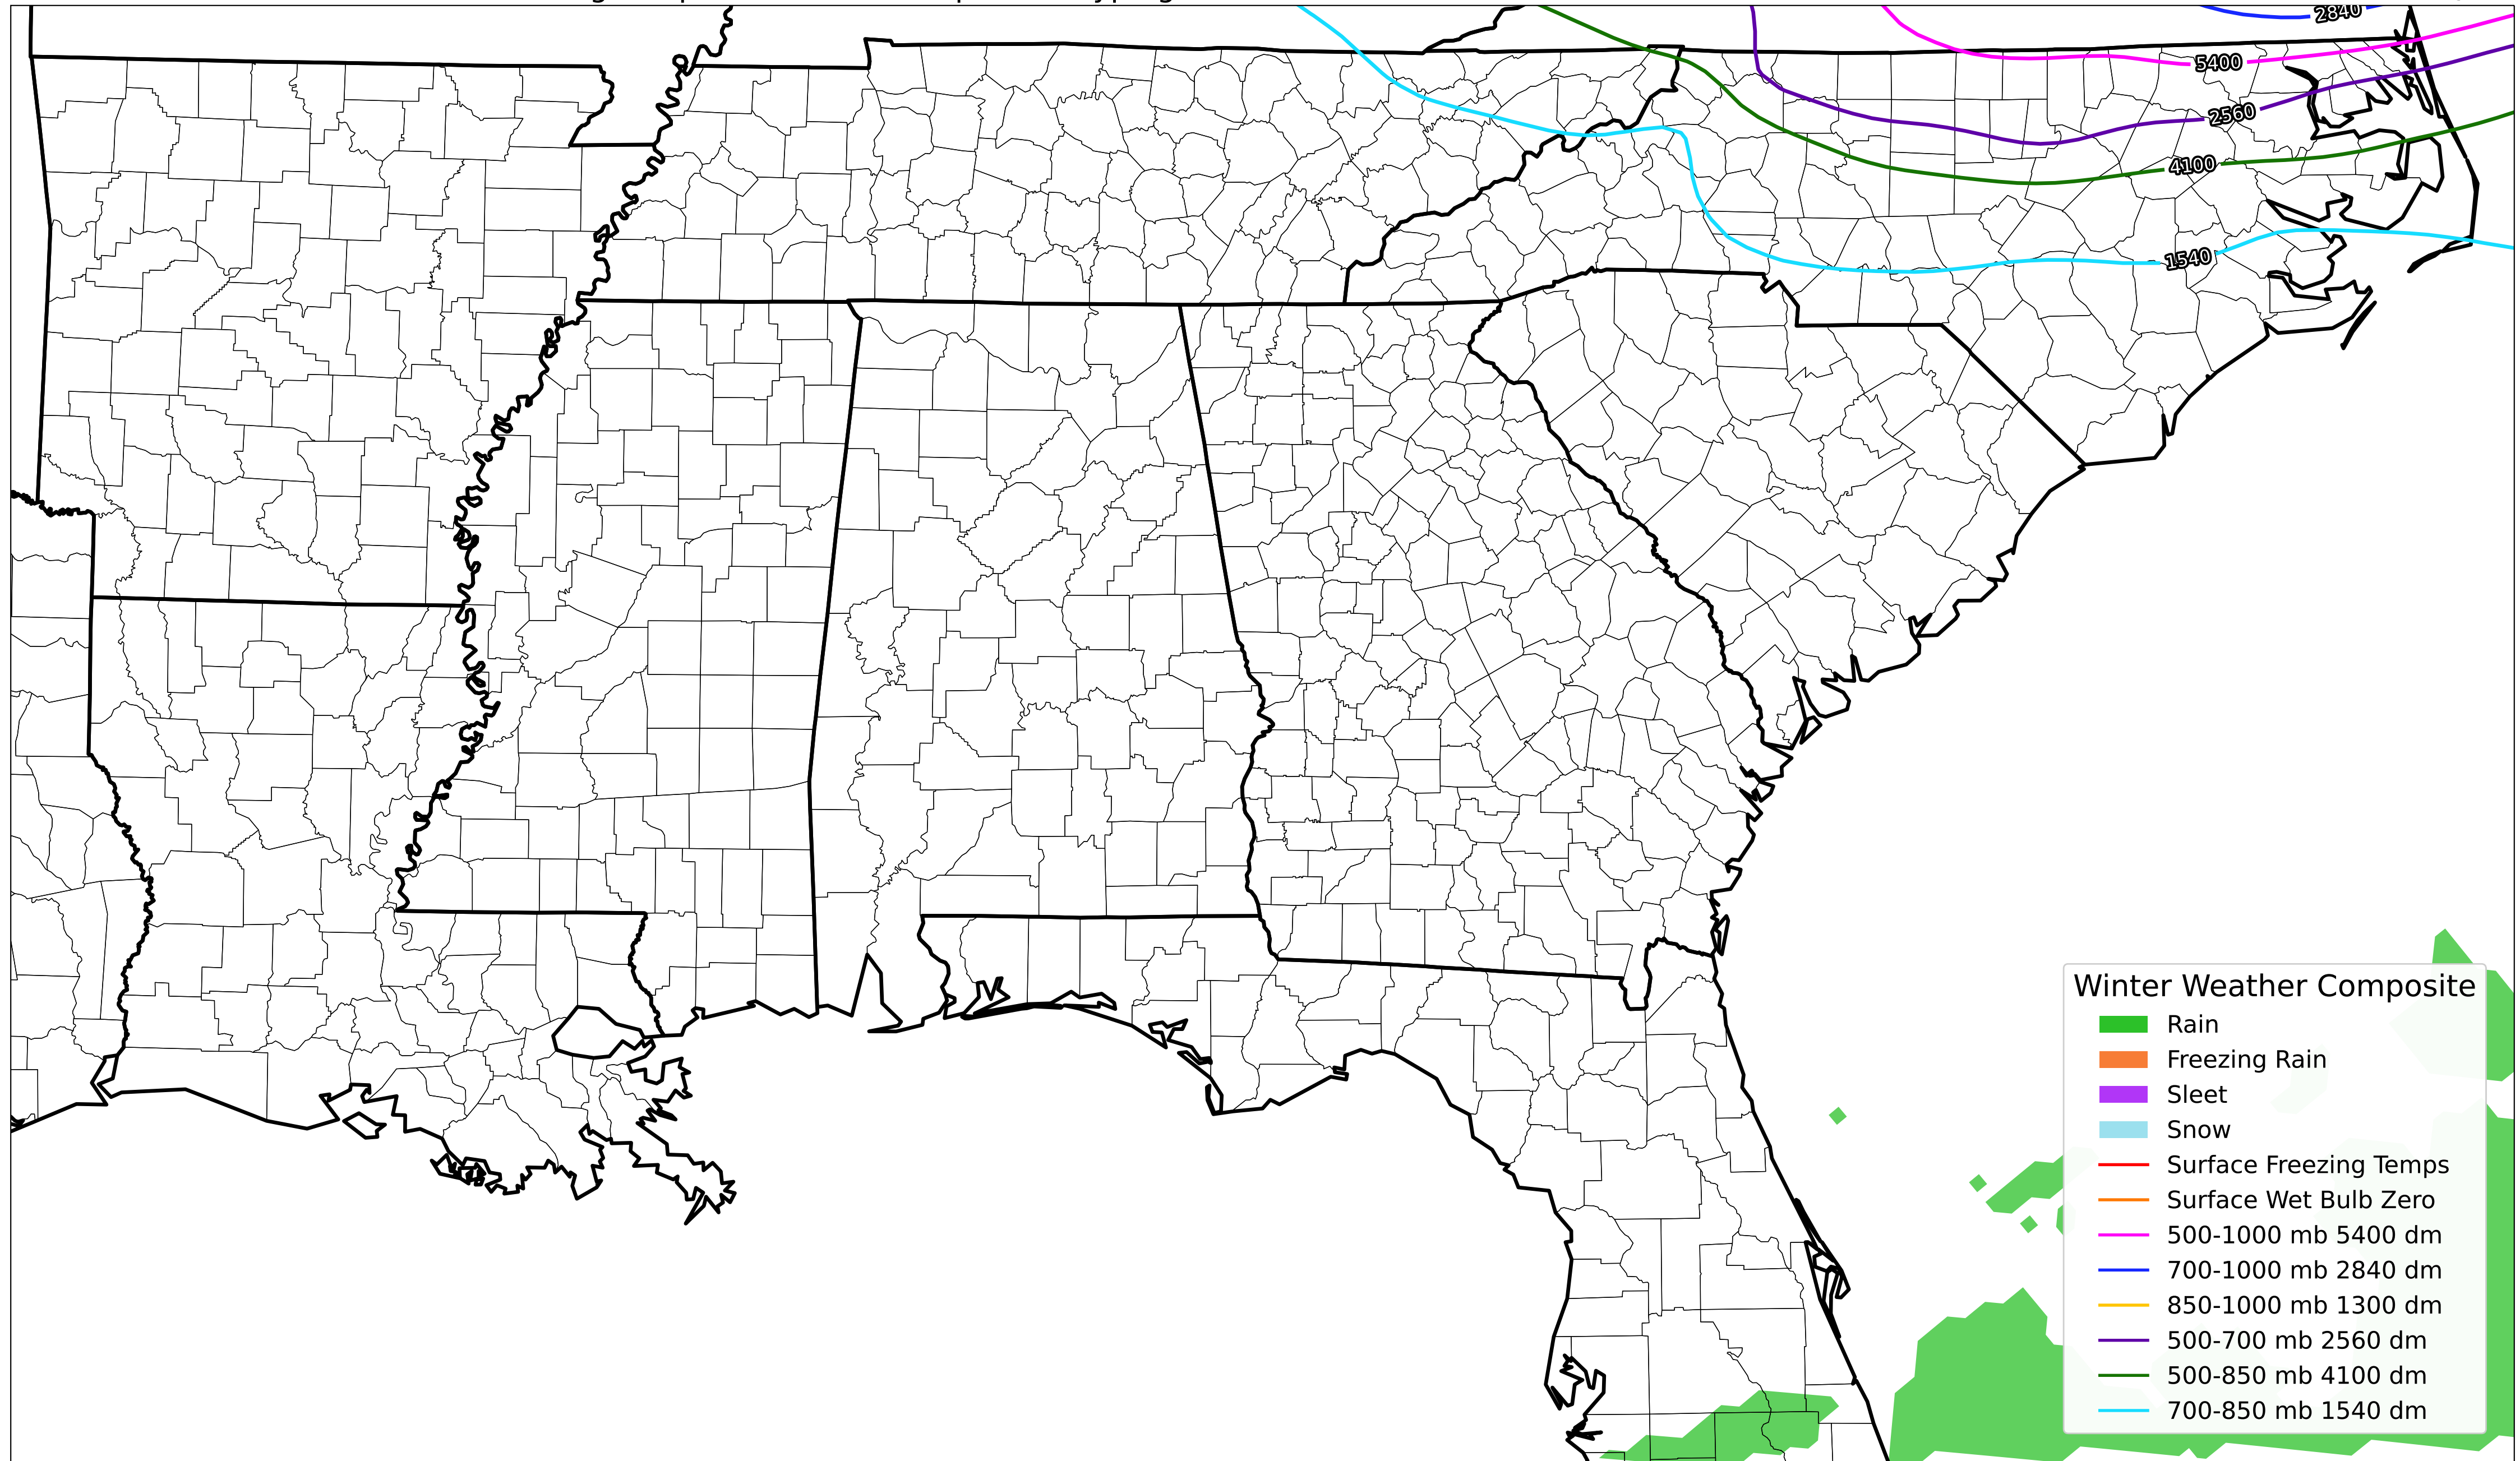 2840
5400
2560
4100
1540
Winter Weather Composite
Rain
Freezing Rain
Sleet
Snow
Surface Freezing Temps
Surface Wet Bulb Zero
500-1000 mb 5400 dm
700-1000 mb 2840 dm
850-1000 mb 1300 dm
500-700 mb 2560 dm
500-850 mb 4100 dm
700-850 mb 1540 dm